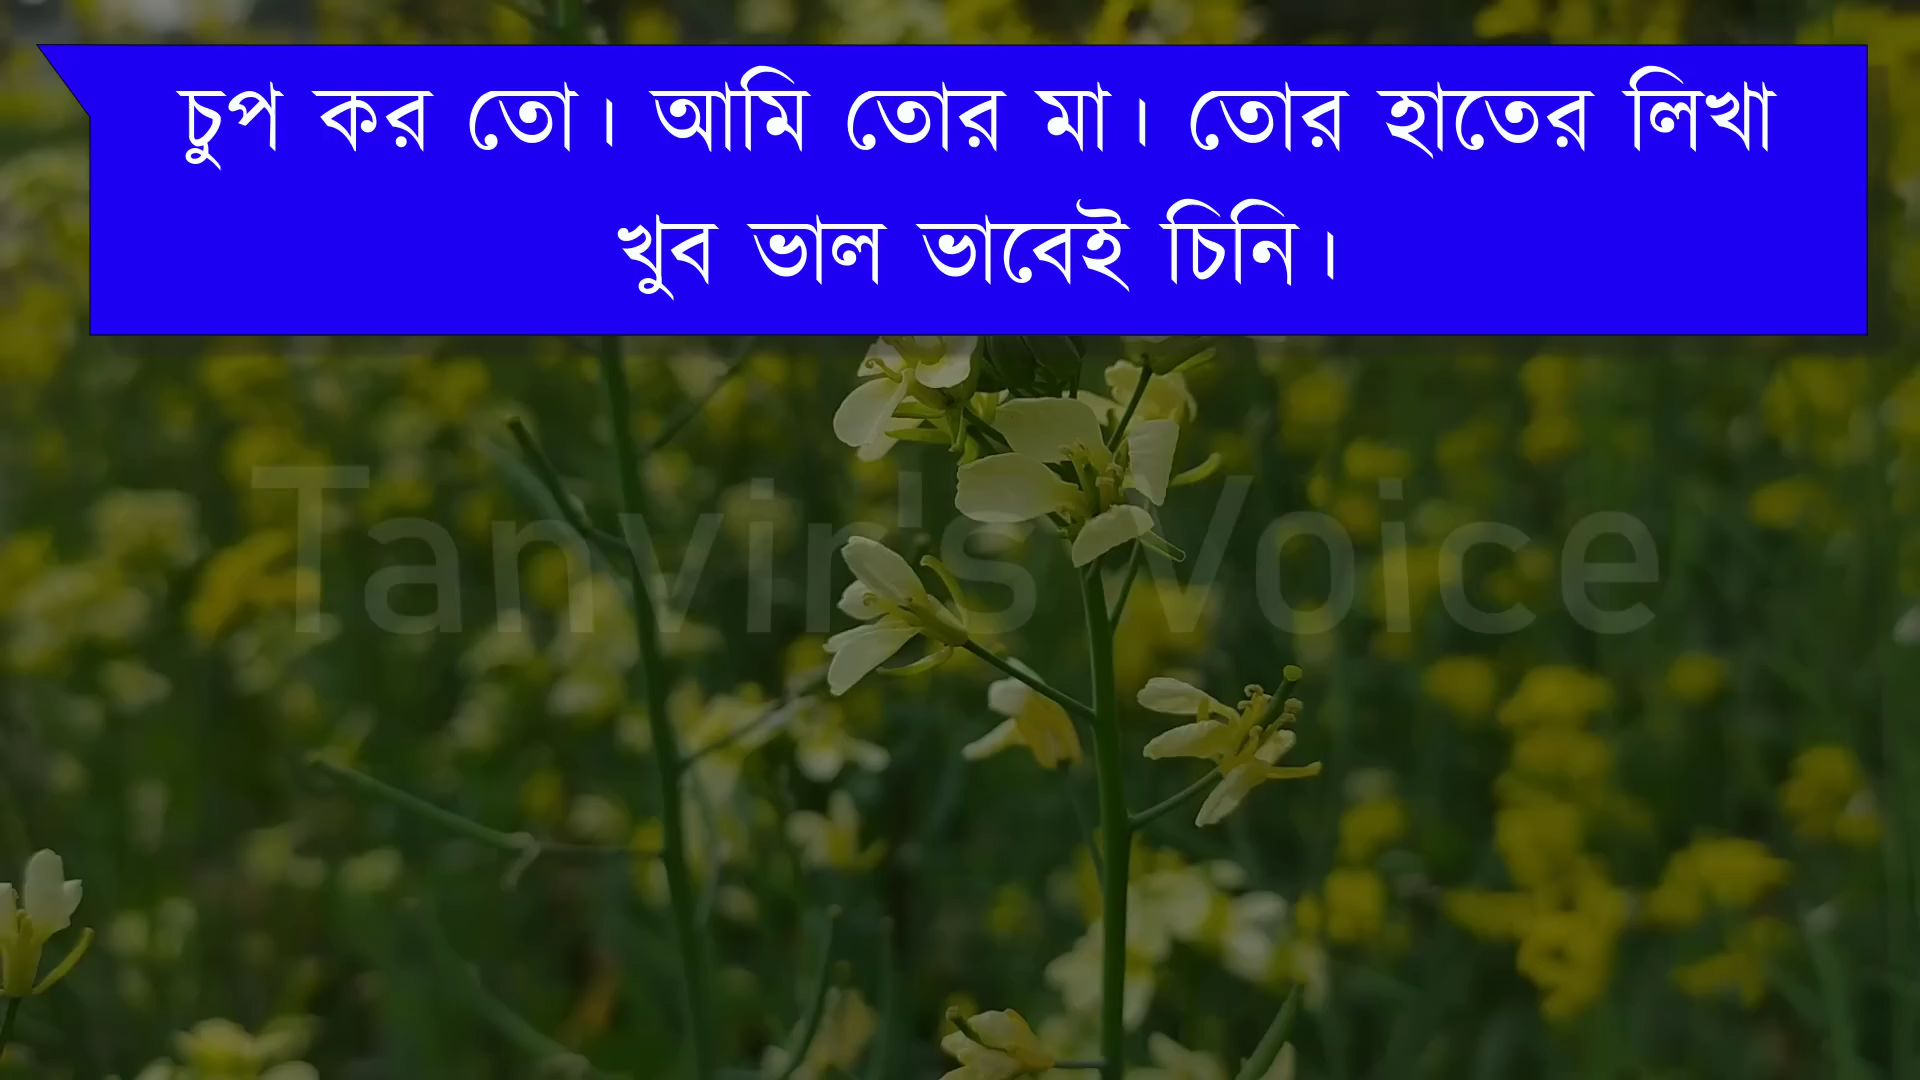 চুপ কর তো। আমি তোর মা। তোর হাতের লিখা
খুব ভাল ভাবেই চিনি।
Tanvir's Voice